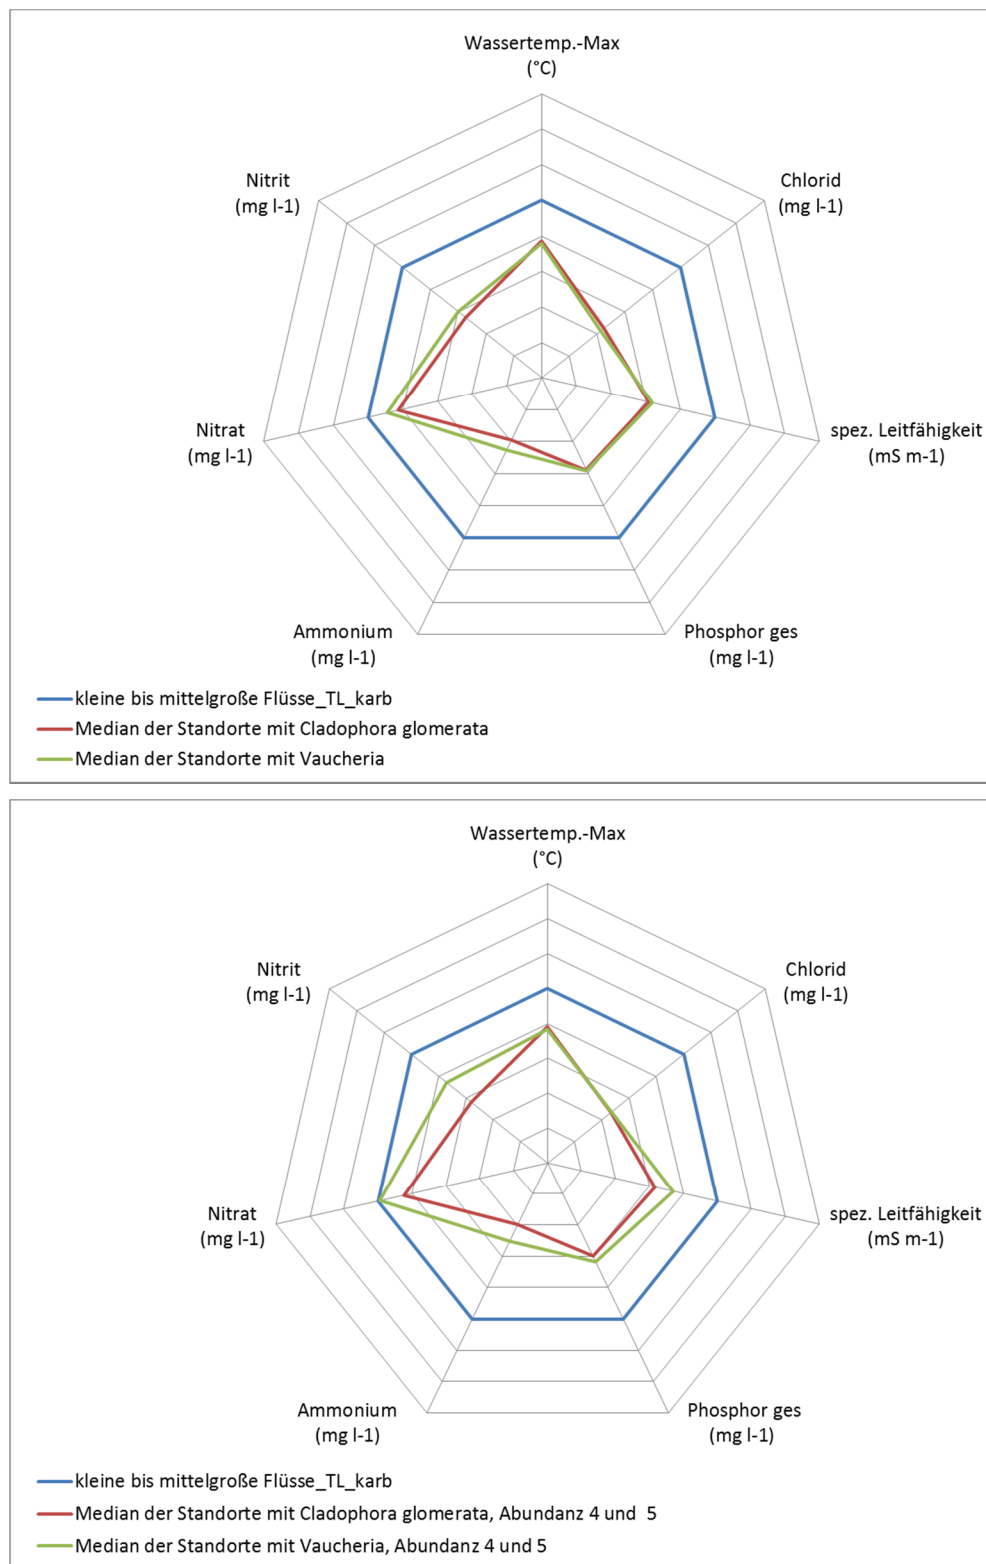 Wassertemp.-Max
(°C)
Nitrit
(mg l-1)
Chlorid
(mg l-1)
Nitrat
(mg l-1)
spez. Leitfähigkeit
(mS m-1)
Ammonium
(mg l-1)
Phosphor ges
(mg l-1)
kleine bis mittelgroße Flüsse_TL_karb
Median der Standorte mit Cladophora glomerata
Median der Standorte mit Vaucheria
Wassertemp.-Max
(°C)
Nitrit
(mg l-1)
Chlorid
(mg l-1)
Nitrat
(mg l-1)
spez. Leitfähigkeit
(mS m-1)
Ammonium
(mg l-1)
Phosphor ges
(mg l-1)
kleine bis mittelgroße Flüsse_TL_karb
Median der Standorte mit Cladophora glomerata, Abundanz 4 und 5
Median der Standorte mit Vaucheria, Abundanz 4 und 5